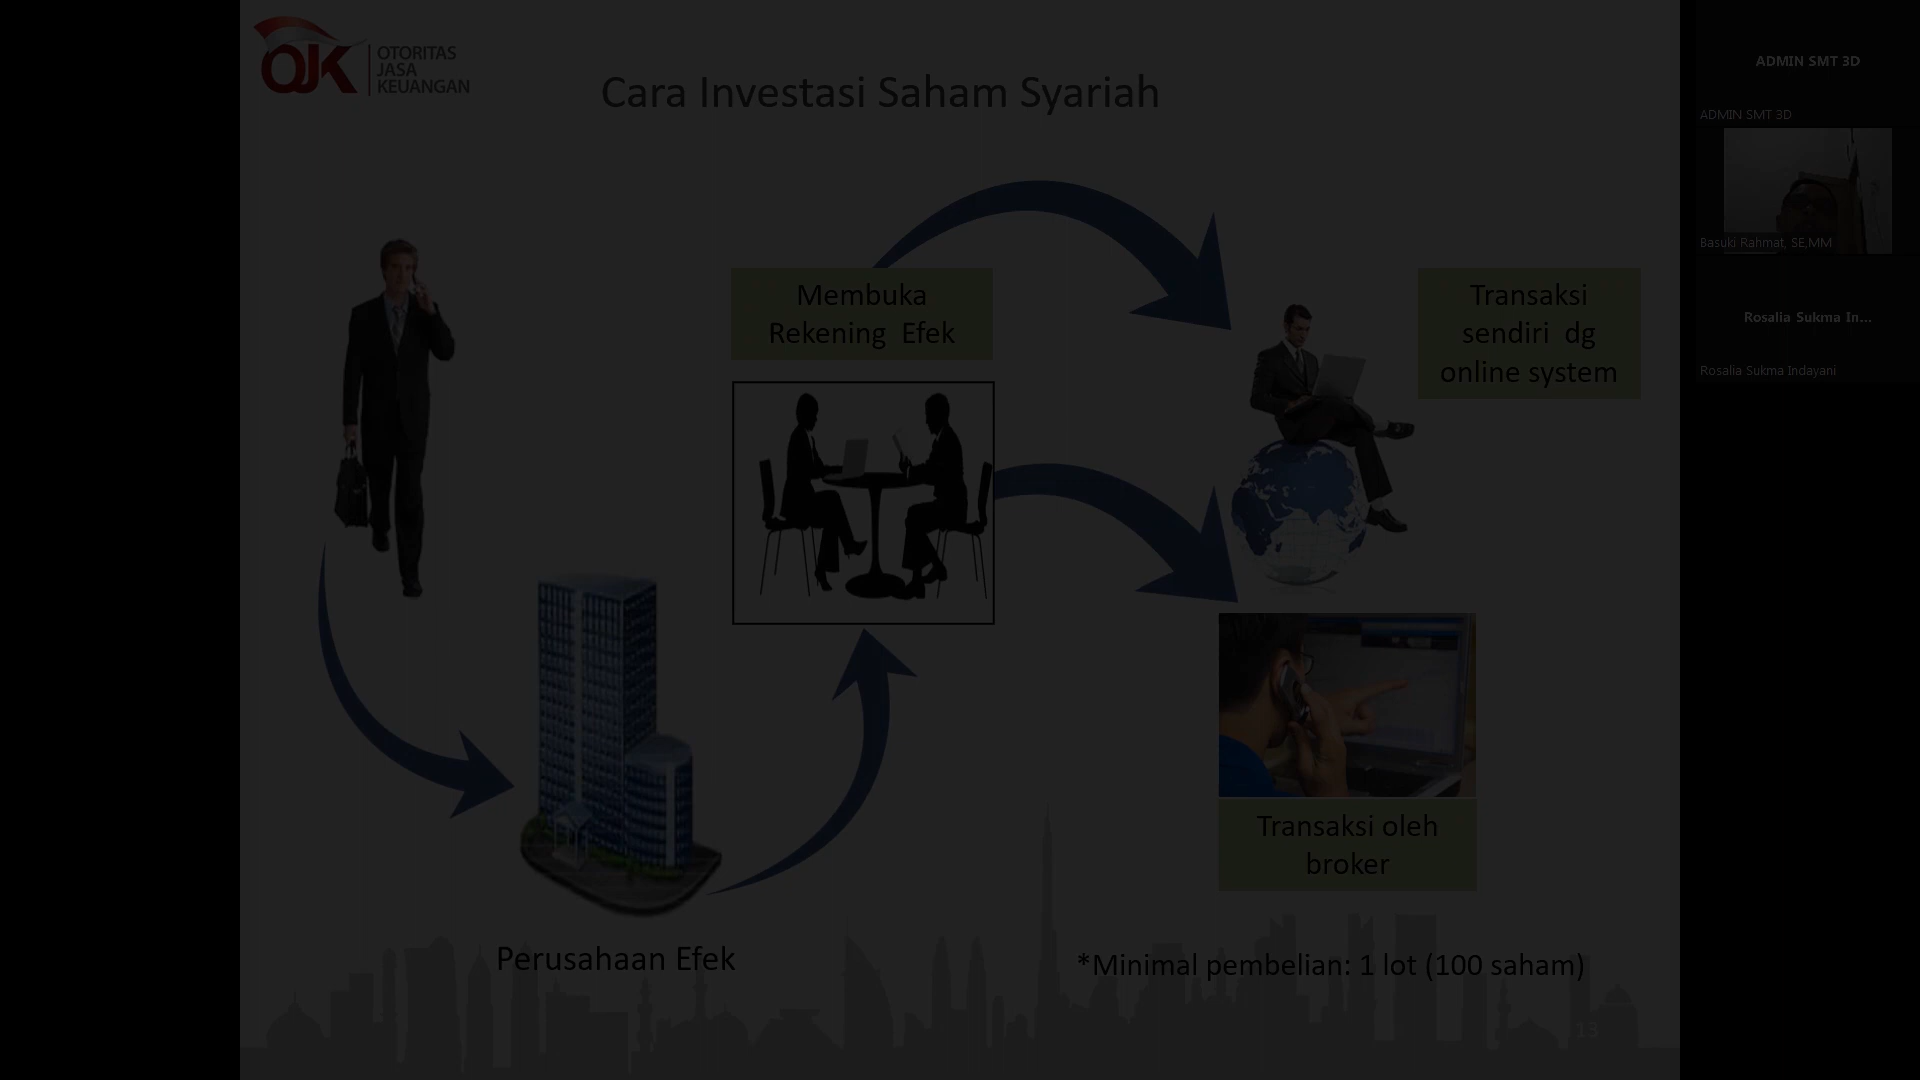 OJK
OTORITAS
JASA
KEUANGAN
Cara Investasi Saham Syariah
Membuka
Rekening Efek
Transaksi
sendiri dg
online system
Transaksi oleh
broker
Perusahaan Efek
*Minimal pembelian: 1 lot (100 saham)
13
ADMIN SMT 3D
ADMIN SMT 3D
Basuki Rahmat, SE,MM
Rosalia Sukma In...
Rosalia Sukma Indayani